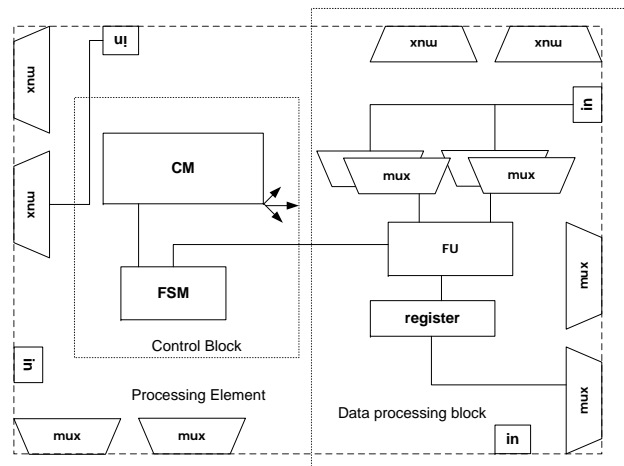 mux
mux
in
mux
mux
in
CM
mux
mux
mux
FU
FSM
register
mux
Control Block
in
Processing Element
Data processing block
mux
mux
mux
in